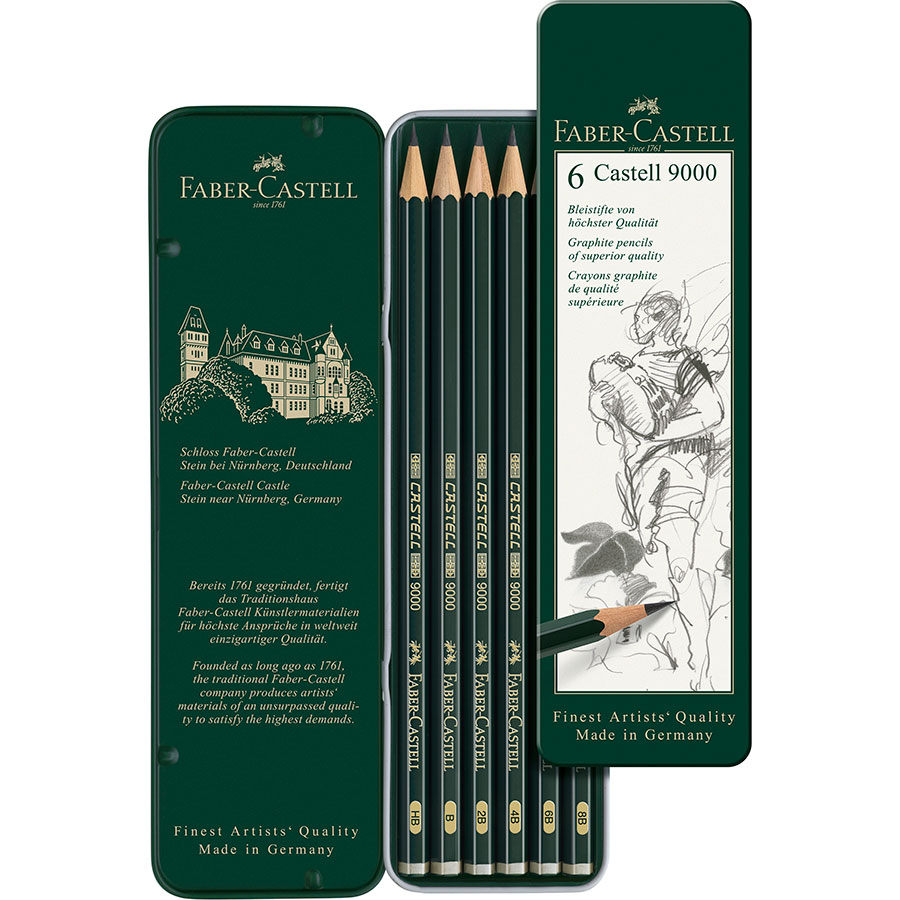 FABER-CASTELL
since 1761
Schloss Faber-Castell
Stein bei Nürnberg, Deutschland
Faber-Castell Castle
Stein near Nürnberg, Germany
Bereits 1761 gegründet, fertigt
das Traditionshaus
Faber-Castell Künstlermaterialien
für höchste Ansprüche in weltweit
einzigartiger Qualität.
Founded as long ago as 1761,
the traditional Faber-Castell
company produces artists‘
materials of an unsurpassed quali-
ty to satisfy the highest demands.
Finest Artists‘ Quality
Made in Germany
CASTELL 9000 FABER-CASTELL HB
CASTELL 9000 FABER-CASTELL B
CASTELL 9000 FABER-CASTELL 2B
CASTELL 9000 FABER-CASTELL 4B
6B
8B
FABER-CASTELL
since 1761
6 Castell 9000
Bleistifte von
höchster Qualität
Graphite pencils
of superior quality
Crayons graphite
de qualité
supérieure
Finest Artists‘ Quality
Made in Germany